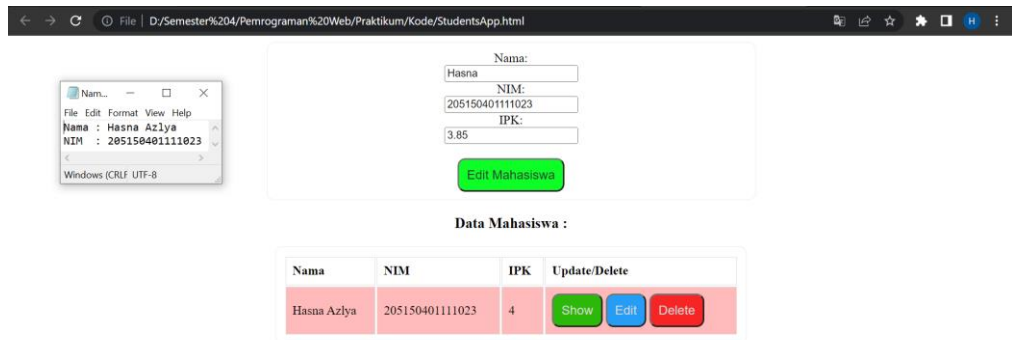 File D:/Semester%204/Pemrograman%20Web/Praktikum/Kode/StudentsApp.html
H
Nam...
File Edit Format View Help
Nama : Hasna Azlya
NIM : 205150401111023
Windows (CRLF UTF-8
Nama:
Hasna
NIM:
205150401111023
IPK:
3.85
Edit Mahasiswa
Data Mahasiswa :
Nama NIM IPK Update/Delete
Hasna Azlya 205150401111023 4 Show Edit Delete